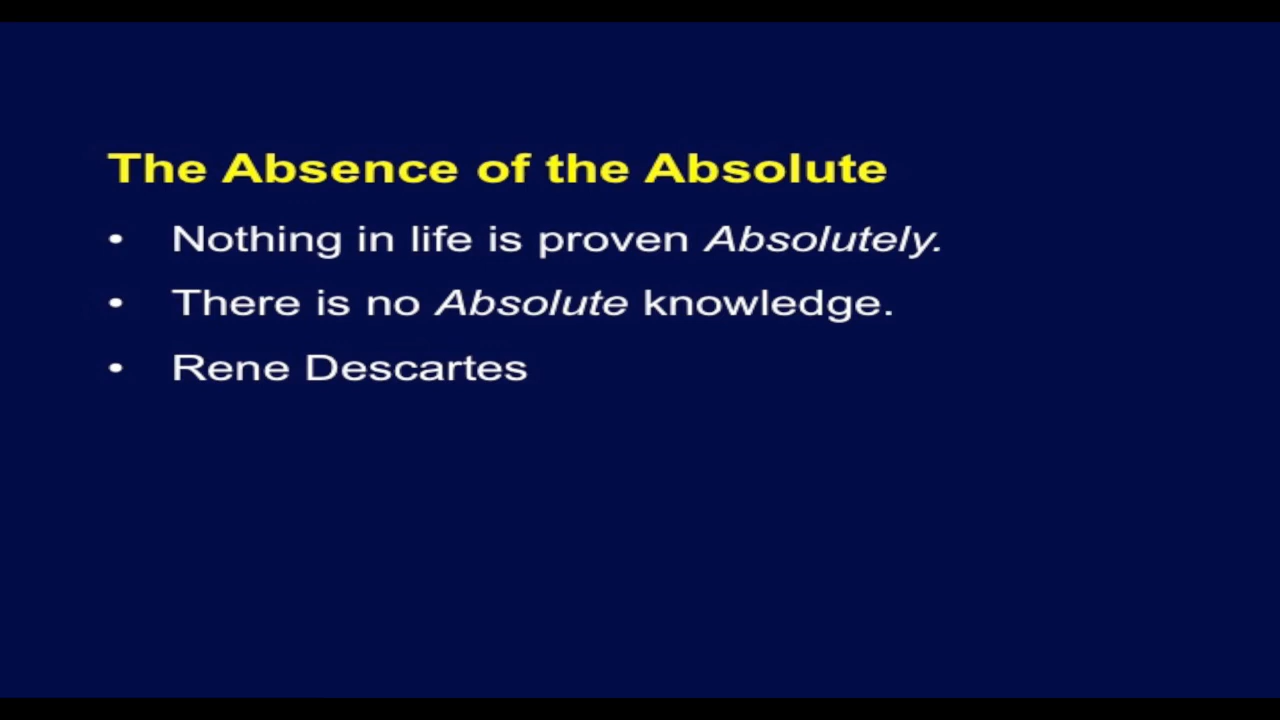 The Absence of the Absolute
• Nothing in life is proven Absolutely.
• There is no Absolute knowledge.
• Rene Descartes